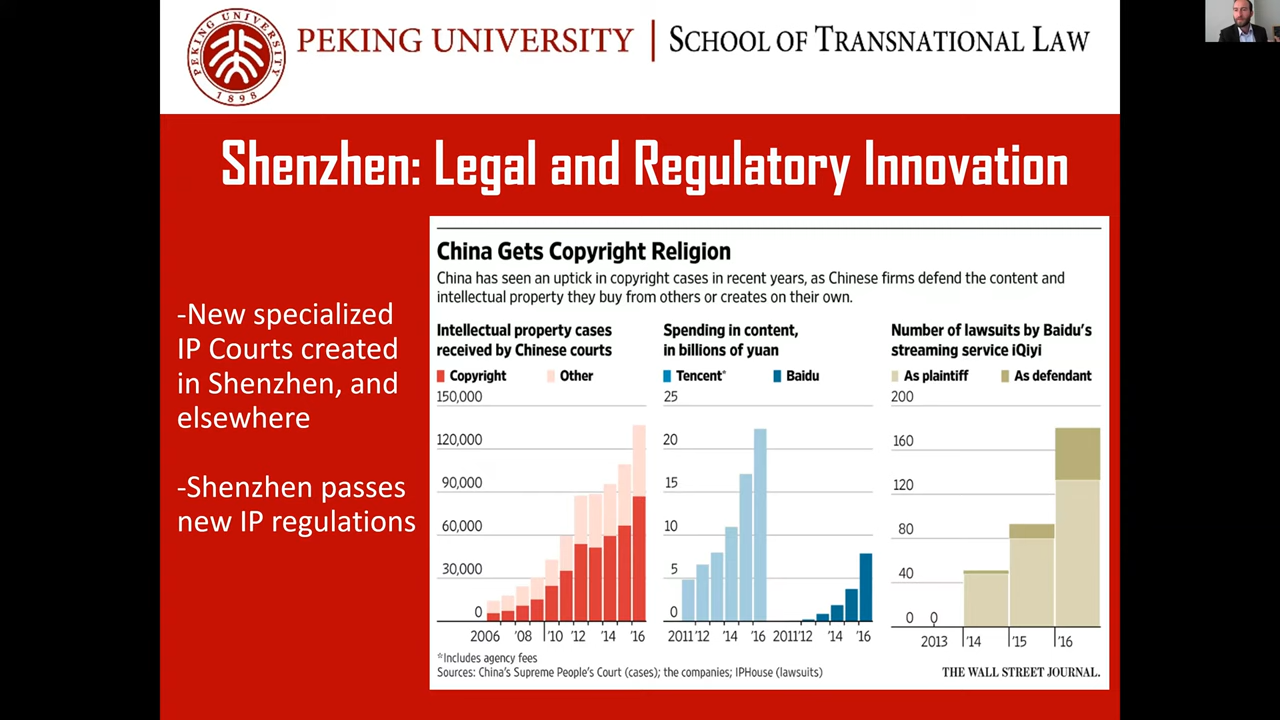 PEKING UNIVERSITY
1898
PEKING UNIVERSITY | SCHOOL OF TRANSNATIONAL LAW
Shenzhen: Legal and Regulatory Innovation
-New specialized
IP Courts created
in Shenzhen, and
elsewhere
-Shenzhen passes
new IP regulations
China Gets Copyright Religion
China has seen an uptick in copyright cases in recent years, as Chinese firms defend the content and
intellectual property they buy from others or creates on their own.
Intellectual property cases
received by Chinese courts
Copyright Other
150,000
120,000
90,000
60,000
30,000
0
2006 '08 '10 '12 '14 '16
Spending in content,
in billions of yuan
Tencent* Baidu
25
20
15
10
5
0
2011 '12 '14 '16 2011 '12 '14 '16
Number of lawsuits by Baidu's
streaming service iQiyi
As plaintiff As defendant
200
160
120
80
40
0 0
2013 '14 '15 '16
*Includes agency fees
Sources: China's Supreme People's Court (cases); the companies; IPHouse (lawsuits)
THE WALL STREET JOURNAL.